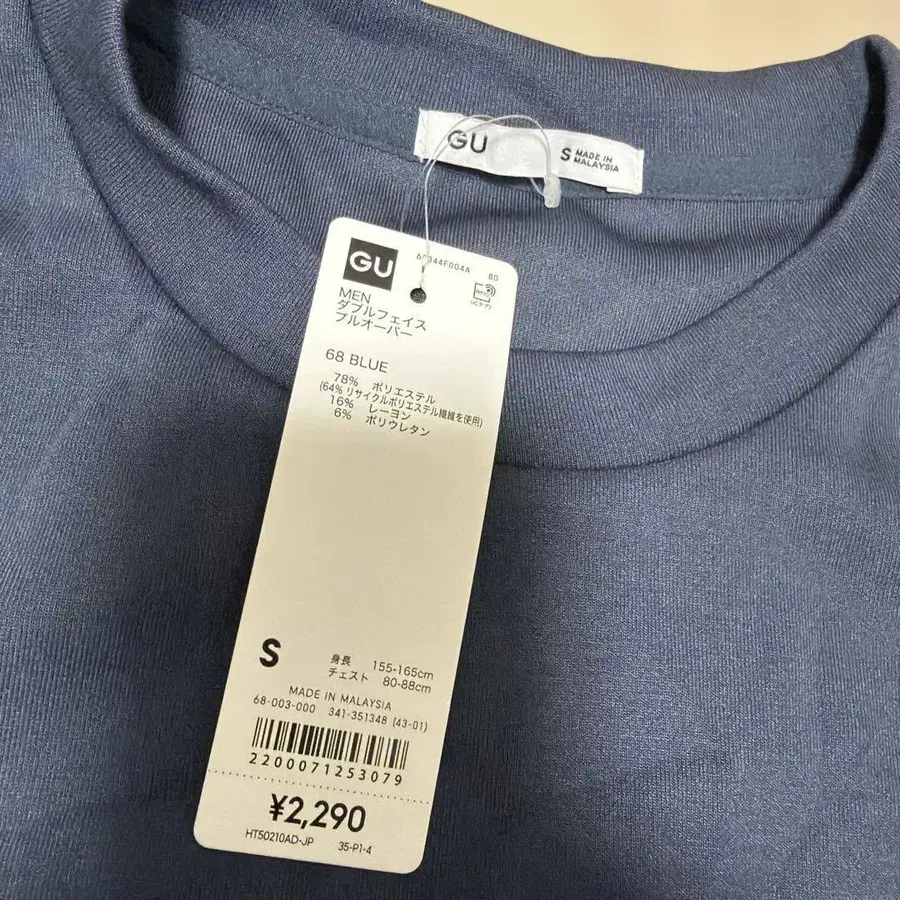 GU
S MADE IN
MALAYSIA
GU
344F004A 80
MEN
ダブルフェイス
プルオーバー
68 BLUE
78% ポリエステル
(64% リサイクルポリエステル繊維を使用)
16% レーヨン
6% ポリウレタン
S
身長 155-165cm
チェスト 80-88cm
MADE IN MALAYSIA
68-003-000 341-351348 (43-01)
2200071253079
¥2,290
HT50210AD-JP 35-P1-4